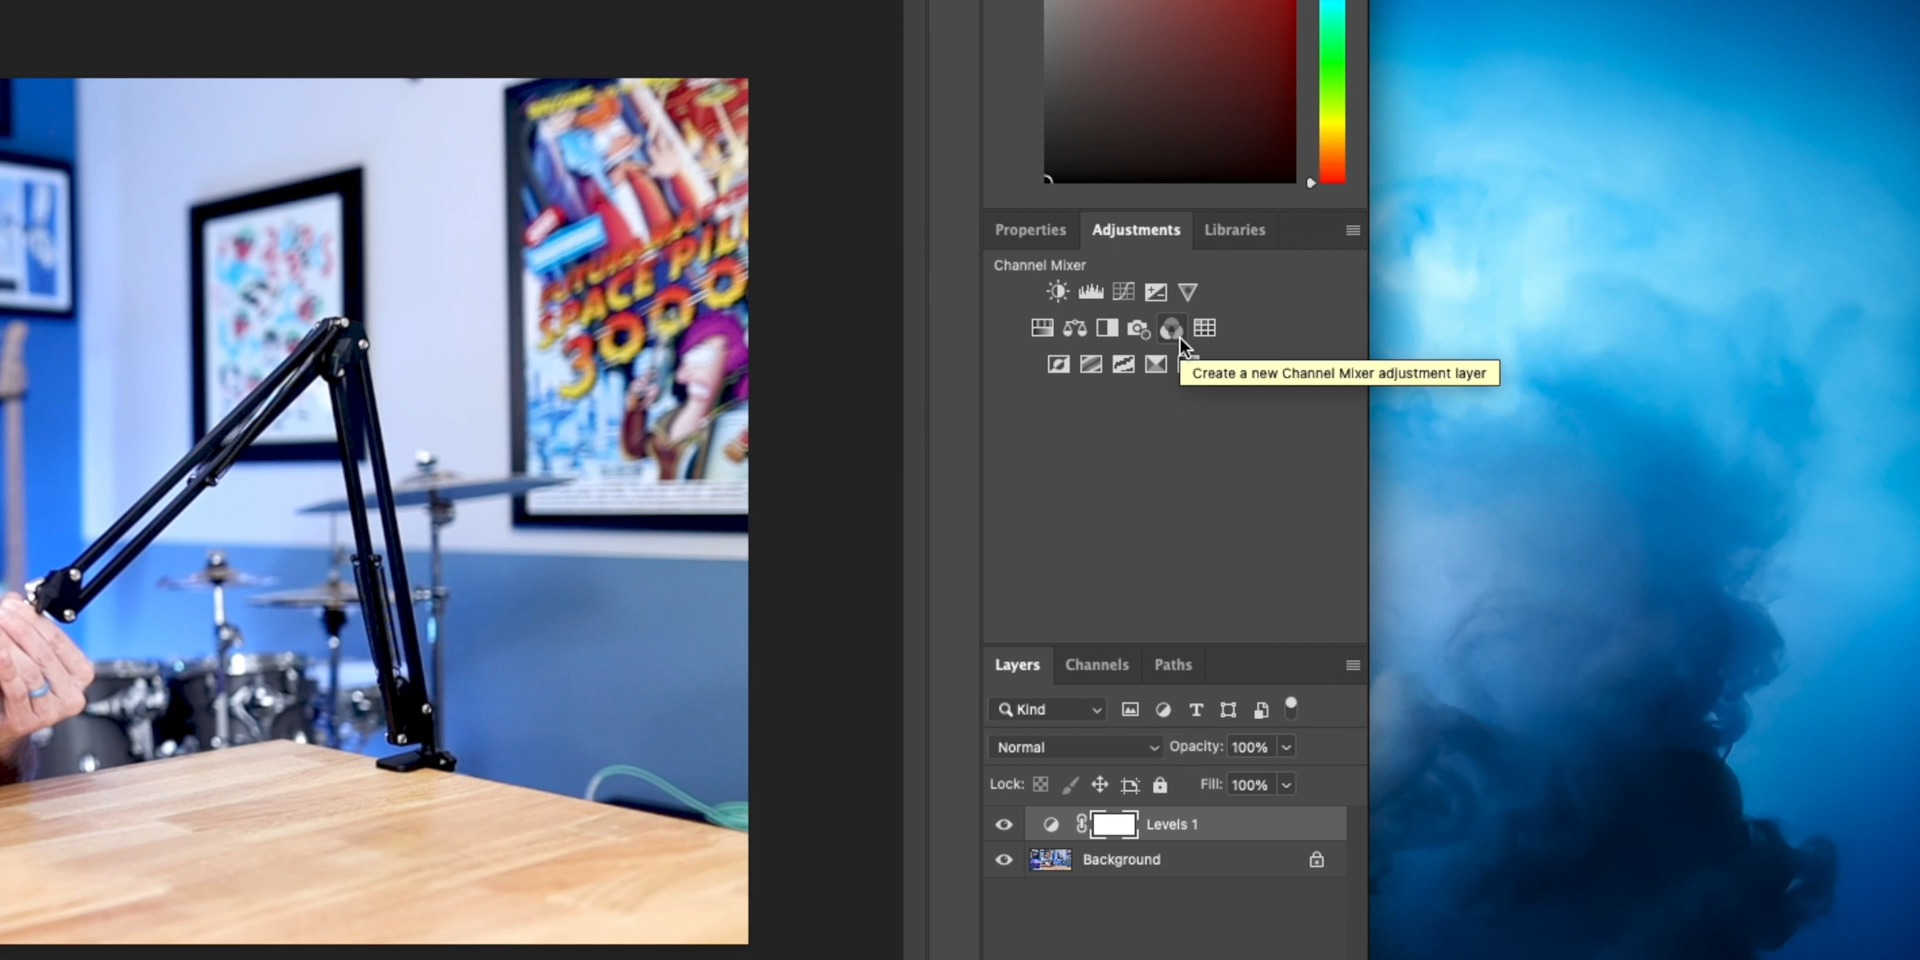 Properties
Adjustments
Libraries
Channel Mixer
Create a new Channel Mixer adjustment layer
SPACE PIL
3000
Layers
Channels
Paths
Kind
Normal
Opacity: 100%
Lock:
Fill: 100%
Levels 1
Background